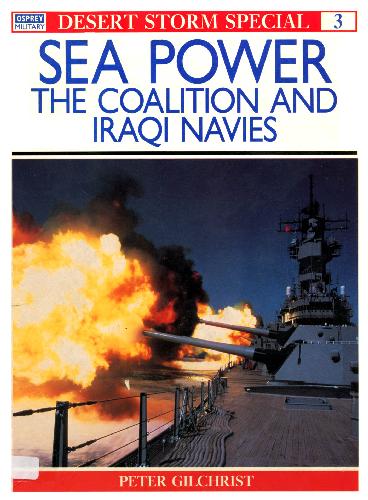 OSPREY
MILITARY
DESERT STORM SPECIAL
3
SEA POWER
THE COALITION AND
IRAQI NAVIES
PETER GILCHRIST